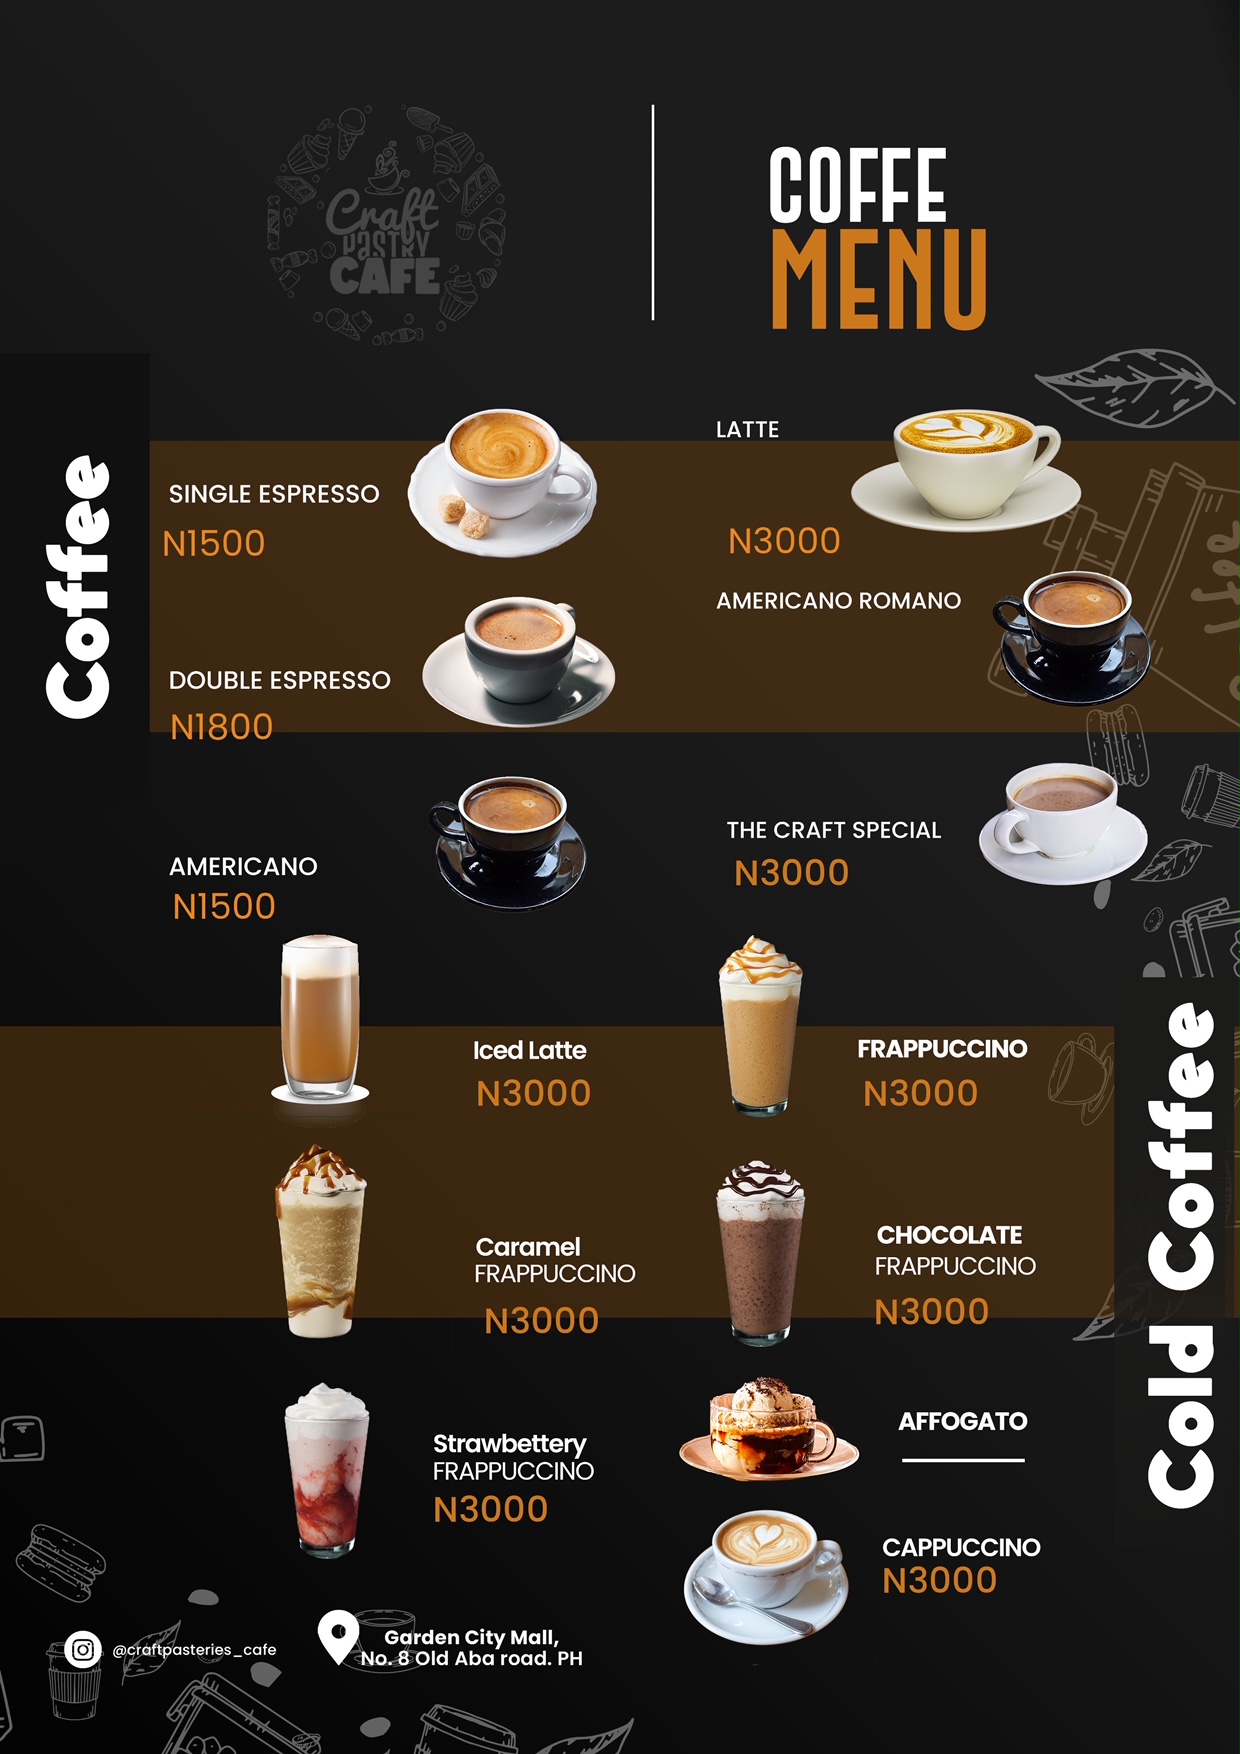 Craft
PASTRY
CAFE
COFFE
MENU
Coffee
SINGLE ESPRESSO
N1500
DOUBLE ESPRESSO
N1800
AMERICANO
N1500
LATTE
N3000
AMERICANO ROMANO
THE CRAFT SPECIAL
N3000
Cold Coffee
Iced Latte
N3000
FRAPPUCCINO
N3000
Caramel
FRAPPUCCINO
N3000
CHOCOLATE
FRAPPUCCINO
N3000
Strawbettery
FRAPPUCCINO
N3000
AFFOGATO
CAPPUCCINO
N3000
@craftpasteries_cafe
Garden City Mall,
No. 8 Old Aba road. PH